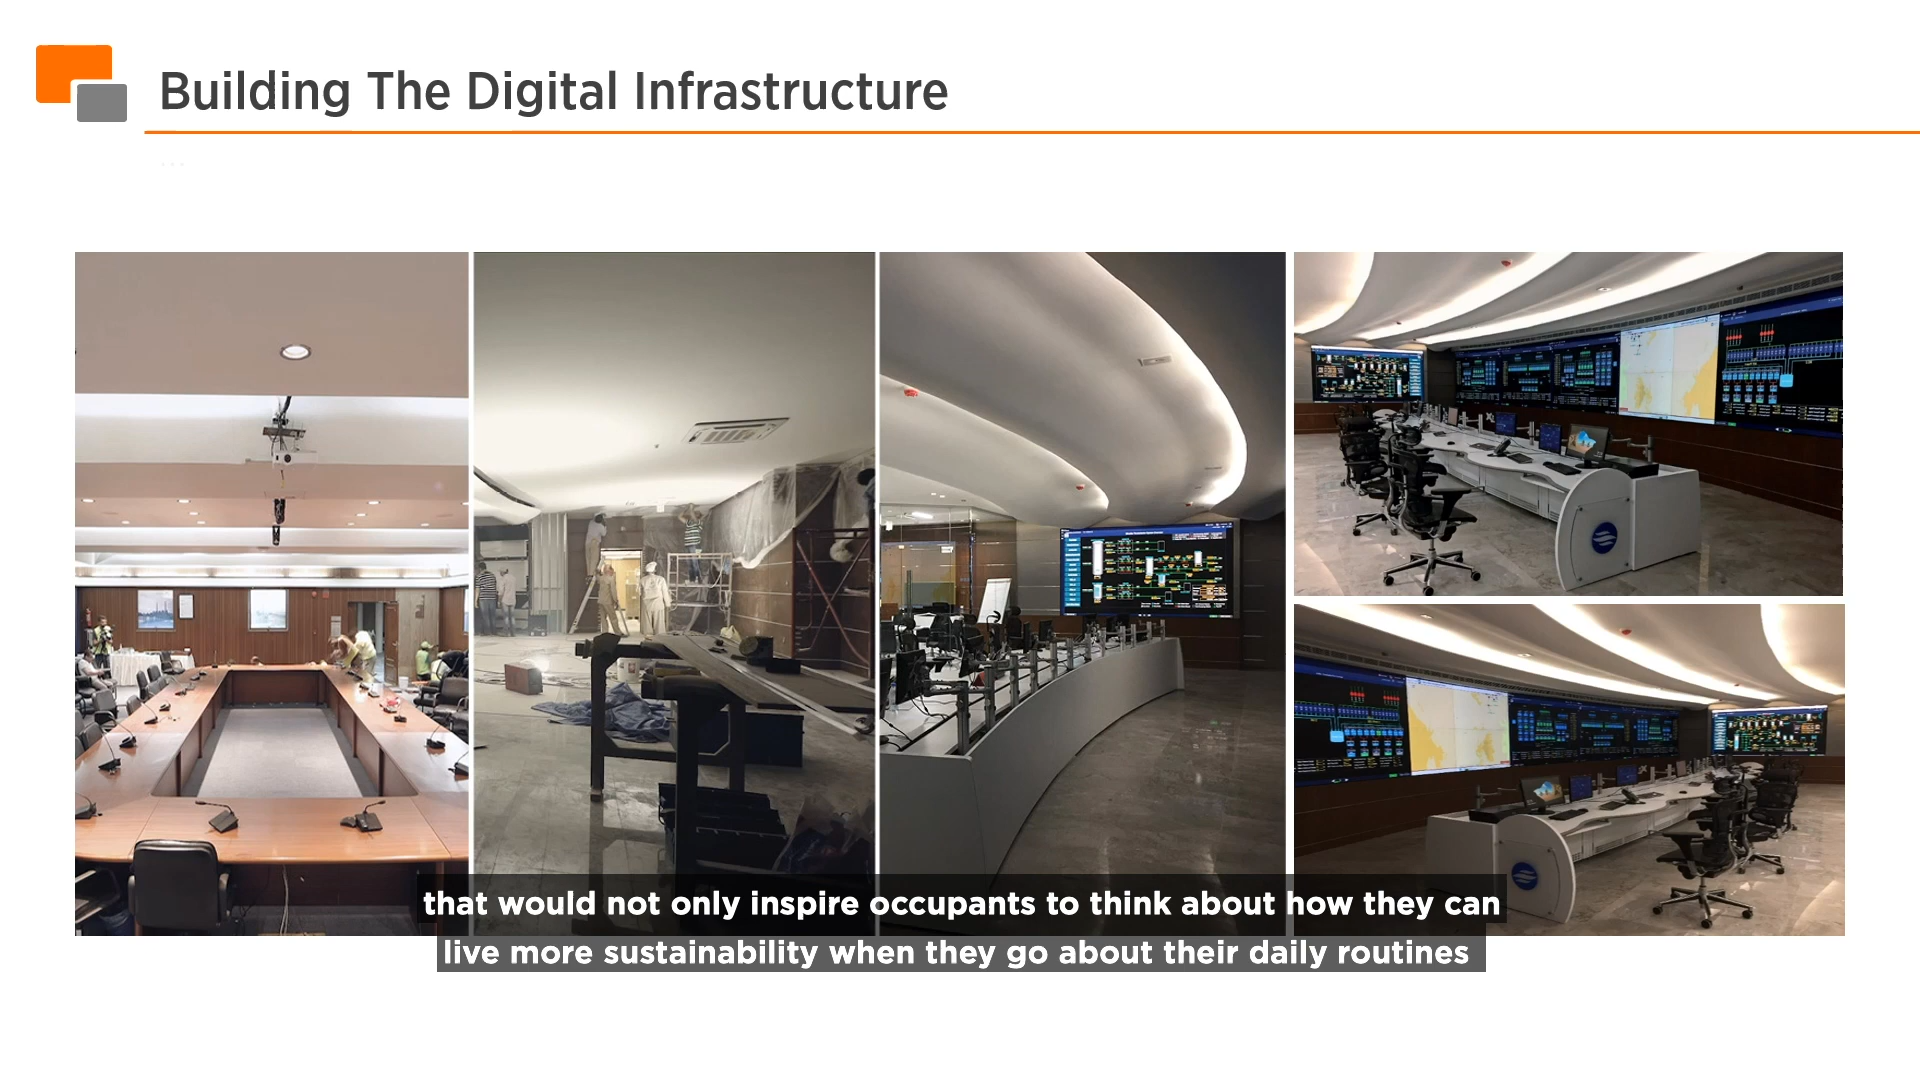 Building The Digital Infrastructure
...
that would not only inspire occupants to think about how they can
live more sustainability when they go about their daily routines